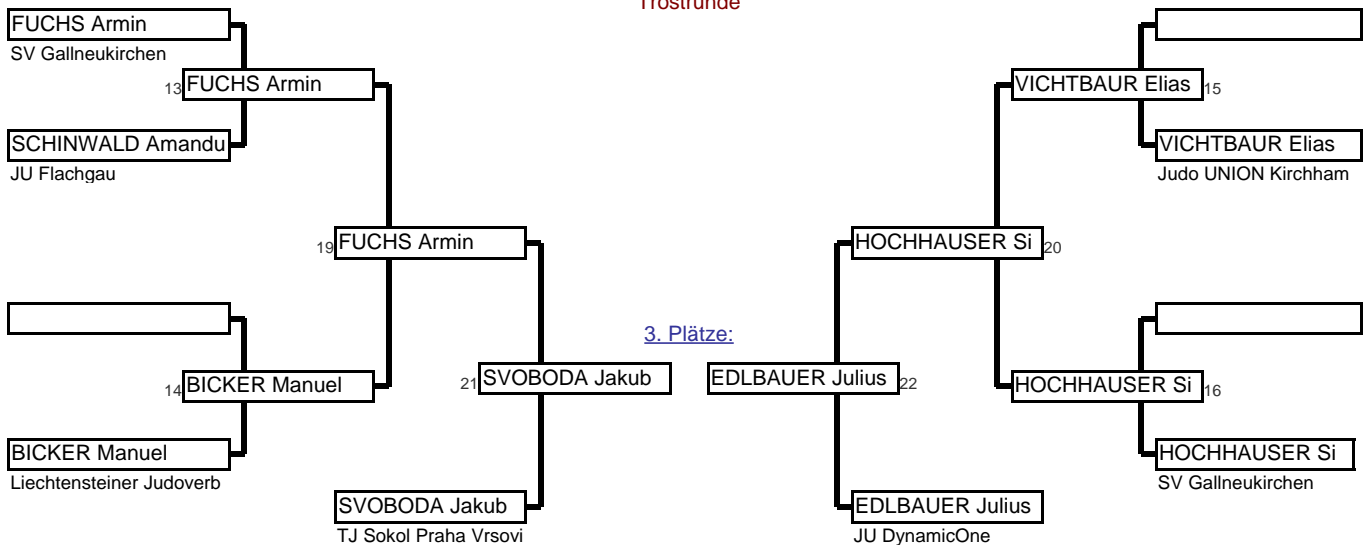 Trostrunde
FUCHS Armin
SV Gallneukirchen
13 FUCHS Armin
SCHINWALD Amandu
JU Flachgau
19 FUCHS Armin
14 BICKER Manuel
BICKER Manuel
Liechtensteiner Judoverb
21 SVOBODA Jakub
SVOBODA Jakub
TJ Sokol Praha Vrsovi
3. Plätze:
VICHTBAUR Elias 15
VICHTBAUR Elias
Judo UNION Kirchham
HOCHHAUSER Si 20
EDLBAUER Julius 22
HOCHHAUSER Si 16
HOCHHAUSER Si
SV Gallneukirchen
EDLBAUER Julius
JU DynamicOne